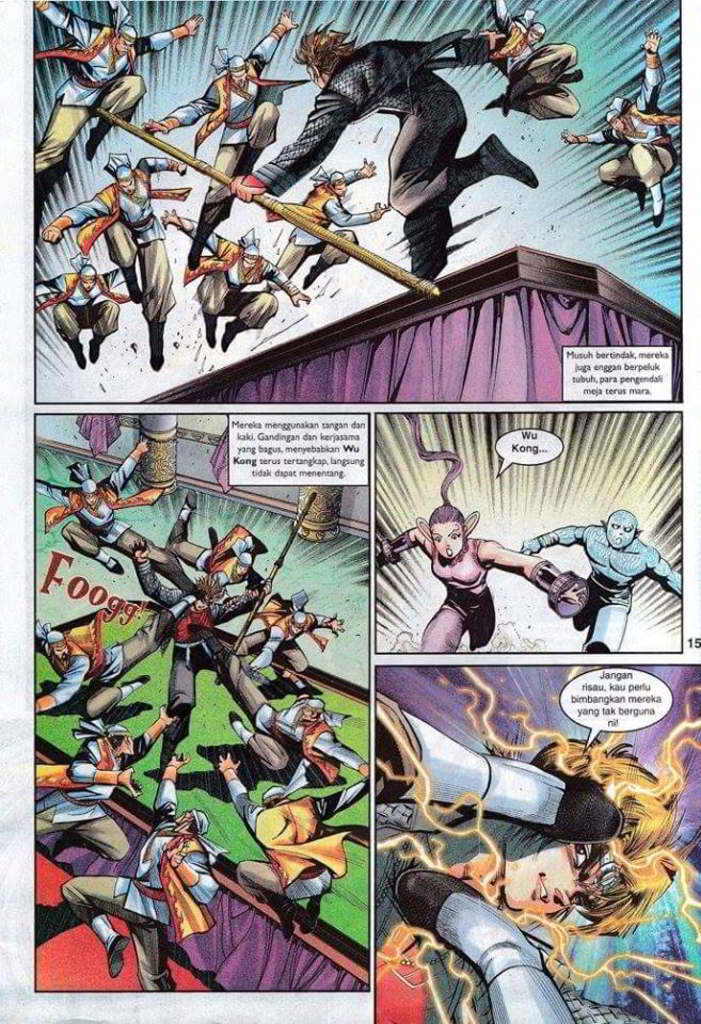 Musuh bertindak, mereka
juga enggan berpeluk
tubuh, para pengendali
meja terus mara.
Mereka menggunakan tangan dan
kaki. Gandingan dan kerjasama
yang bagus, menyebabkan Wu
Kong terus tertangkap, langsung
tidak dapat menentang.
Foogg!
Wu
Kong...
15
Jangan
risau, kau perlu
bimbangkan mereka
yang tak berguna
ni!